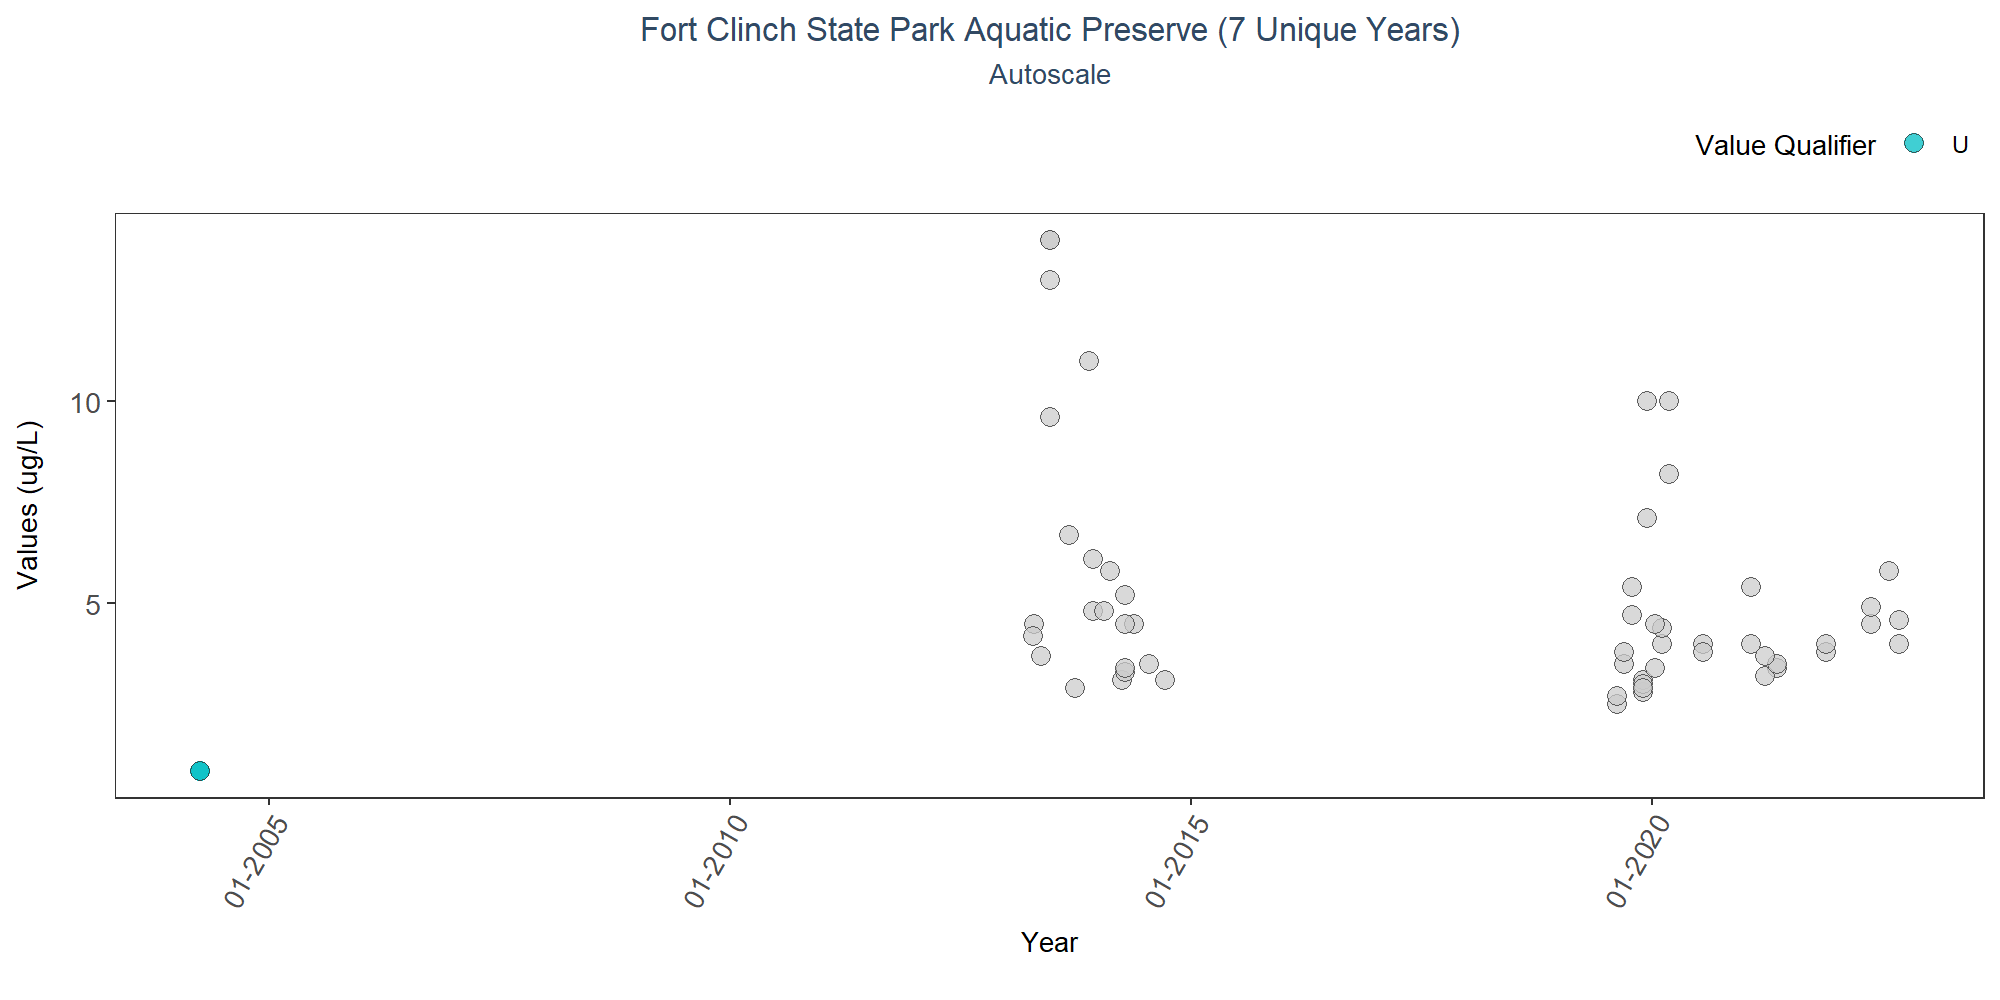 Fort Clinch State Park Aquatic Preserve (7 Unique Years)
Autoscale
Value Qualifier U
Values (ug/L)
10
5
01-2005
01-2010
01-2015
01-2020
Year